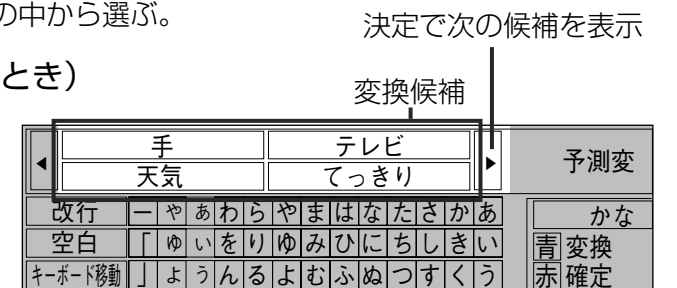 の中から選ぶ。
決定で次の候補を表示
とき）
変換候補
◀ 手 テレビ ▶ 予測変
天気 てっきり
改行 ー ゃ ぁ わ ら や ま は な た さ か あ かな
空白 「 ゅ ぃ を り ゆ み ひ に ち し き い 青 変換
キーボード移動 」 ょ ぅ ん る よ む ふ ぬ つ す く う 赤 確定